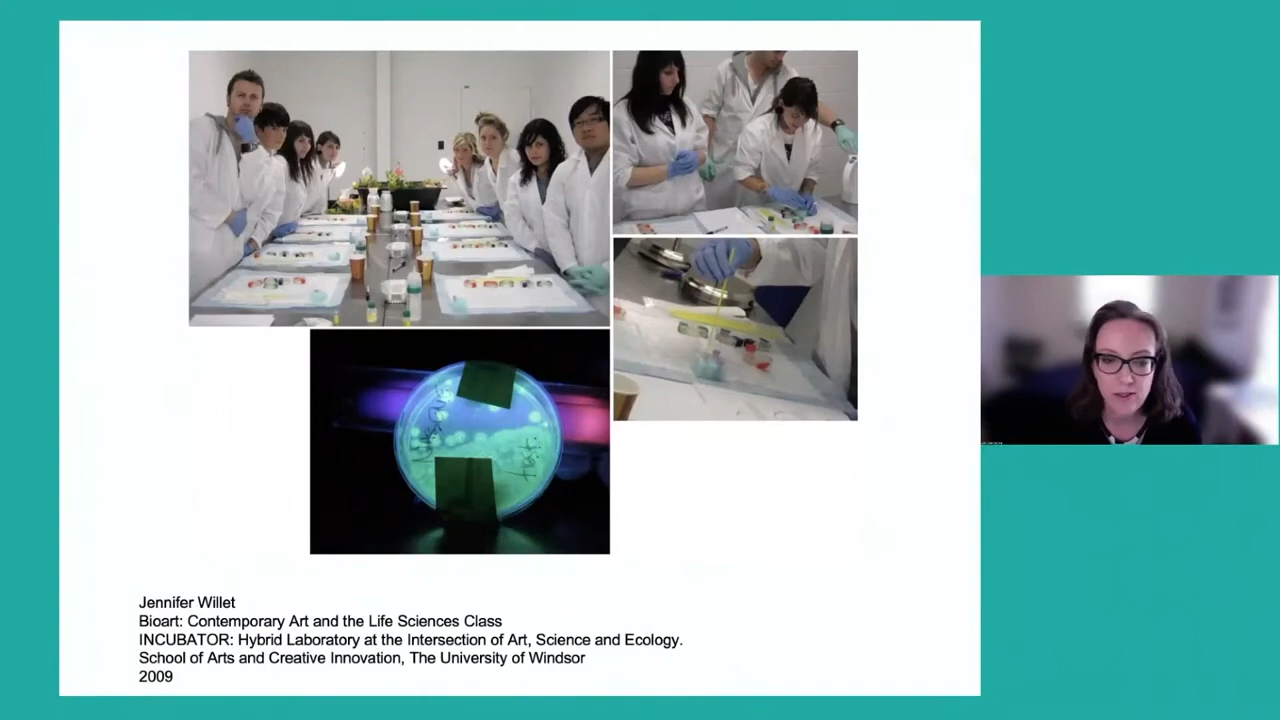 Jennifer Willet
Bioart: Contemporary Art and the Life Sciences Class
INCUBATOR: Hybrid Laboratory at the Intersection of Art, Science and Ecology.
School of Arts and Creative Innovation, The University of Windsor
2009